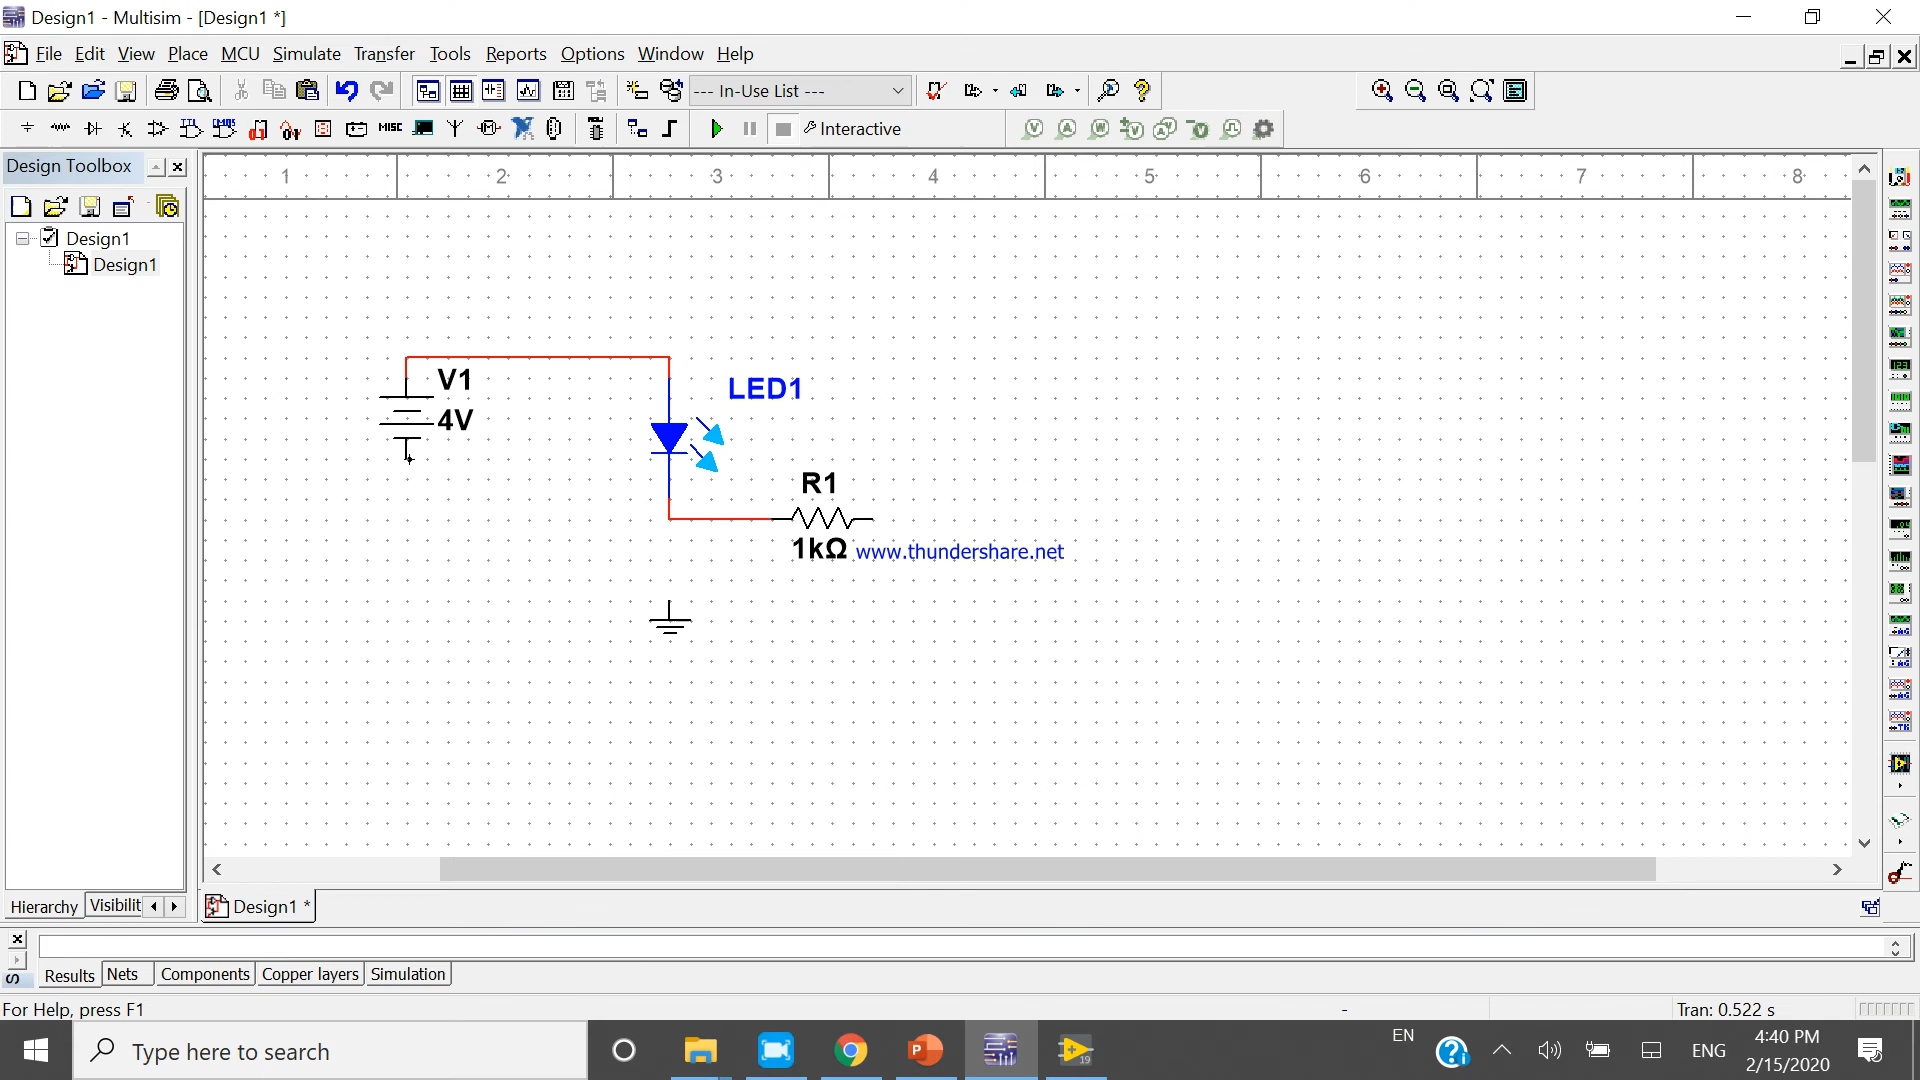 Design1 - Multisim - [Design1 *]
File Edit View Place MCU Simulate Transfer Tools Reports Options Window Help
--- In-Use List ---
MISC Interactive
Design Toolbox
1 2 3 4 5 6 7 8
Design1
Design1
V1
4V
LED1
R1
1kΩ www.thundershare.net
Hierarchy Visibilit
Design1 *
Results Nets Components Copper layers Simulation
For Help, press F1
- Tran: 0.522 s
Type here to search
EN
ENG
4:40 PM
2/15/2020